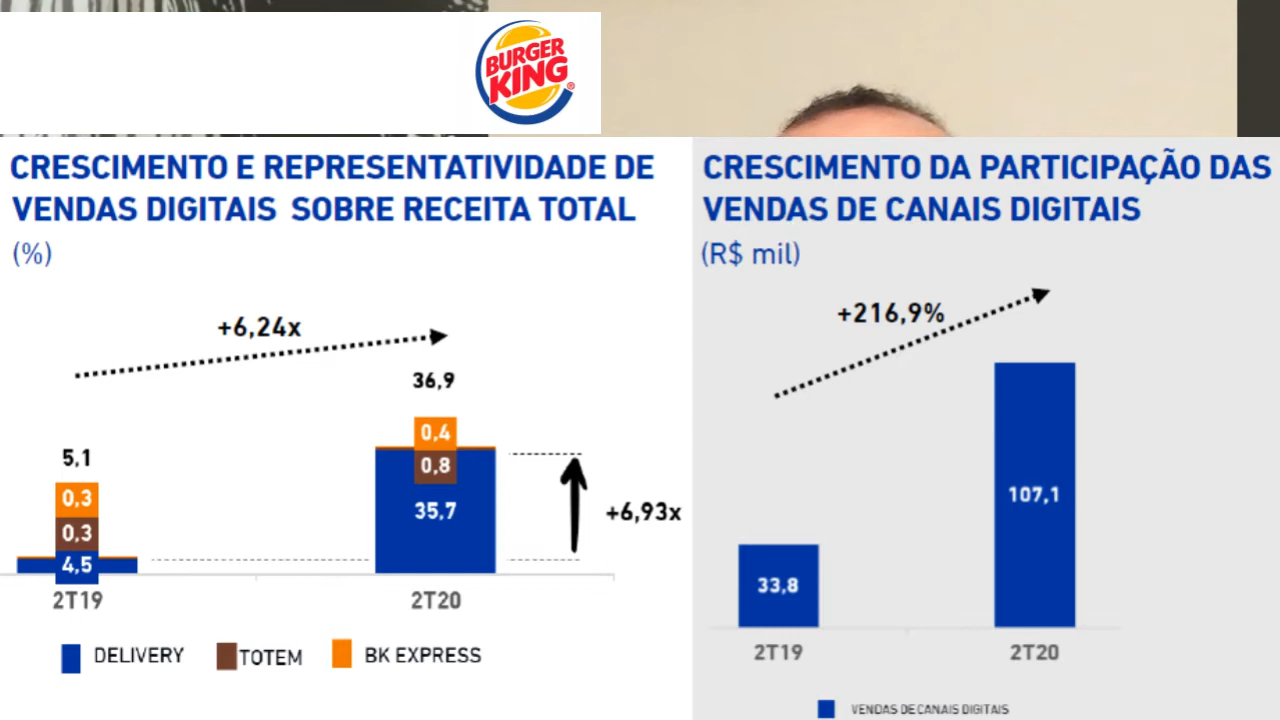 BURGER
KING®
CRESCIMENTO E REPRESENTATIVIDADE DE
VENDAS DIGITAIS SOBRE RECEITA TOTAL
(%)
+6,24x
36,9
0,4
5,1
0,8
0,3
35,7
+6,93x
0,3
4,5
2T19
2T20
DELIVERY
TOTEM
BK EXPRESS
CRESCIMENTO DA PARTICIPAÇÃO DAS
VENDAS DE CANAIS DIGITAIS
(R$ mil)
+216,9%
107,1
33,8
2T19
2T20
VENDAS DE CANAIS DIGITAIS